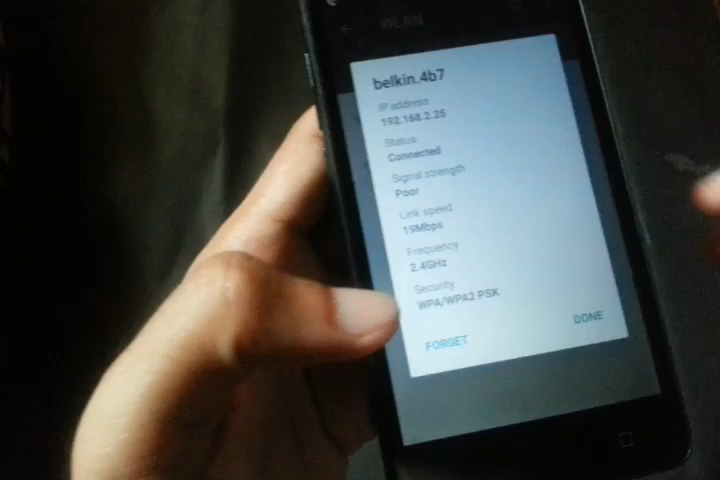 WLAN
belkin.4b7
IP address
192.168.2.25
Status
Connected
Signal strength
Poor
Link speed
19Mbps
Frequency
2.4GHz
Security
WPA/WPA2 PSK
FORGET DONE